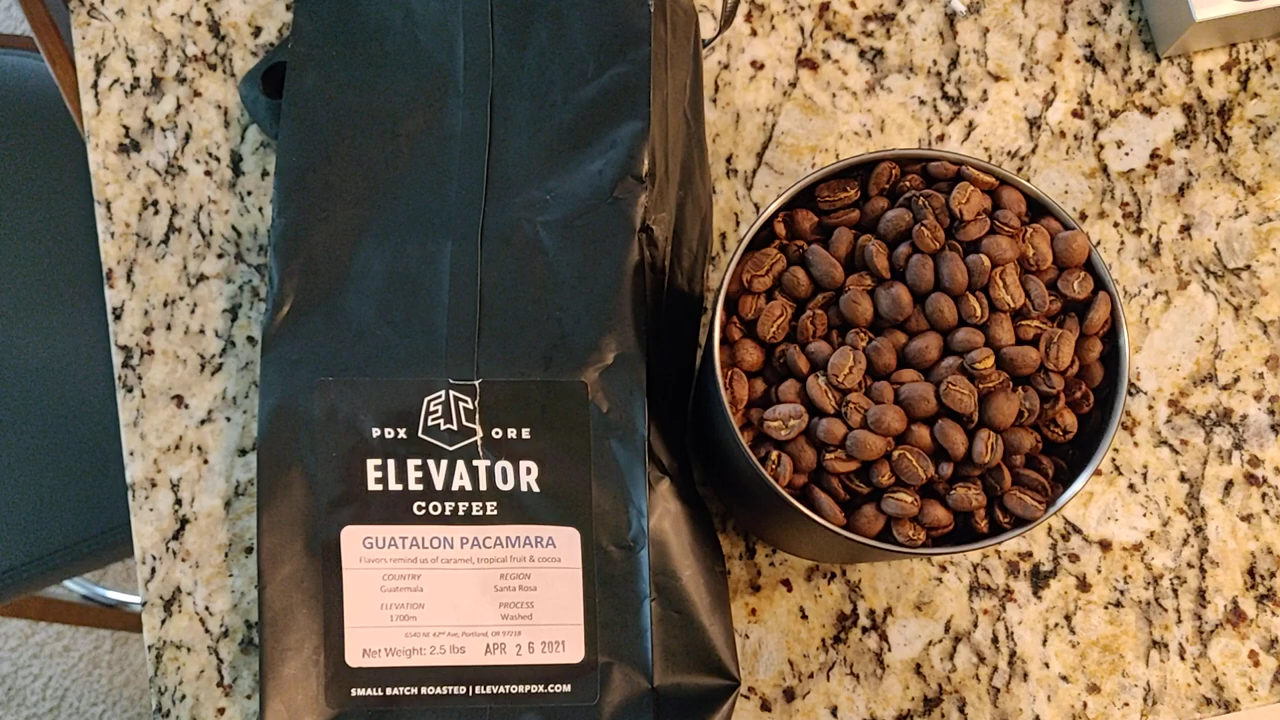 PDX ETC ORE
ELEVATOR
COFFEE
GUATALON PACAMARA
Flavors remind us of caramel, tropical fruit & cocoa
COUNTRY REGION
Guatemala Santa Rosa
ELEVATION PROCESS
1700m Washed
6540 NE 42nd Ave, Portland, OR 97218
Net Weight: 2.5 lbs APR 26 2021
SMALL BATCH ROASTED | ELEVATORPDX.COM